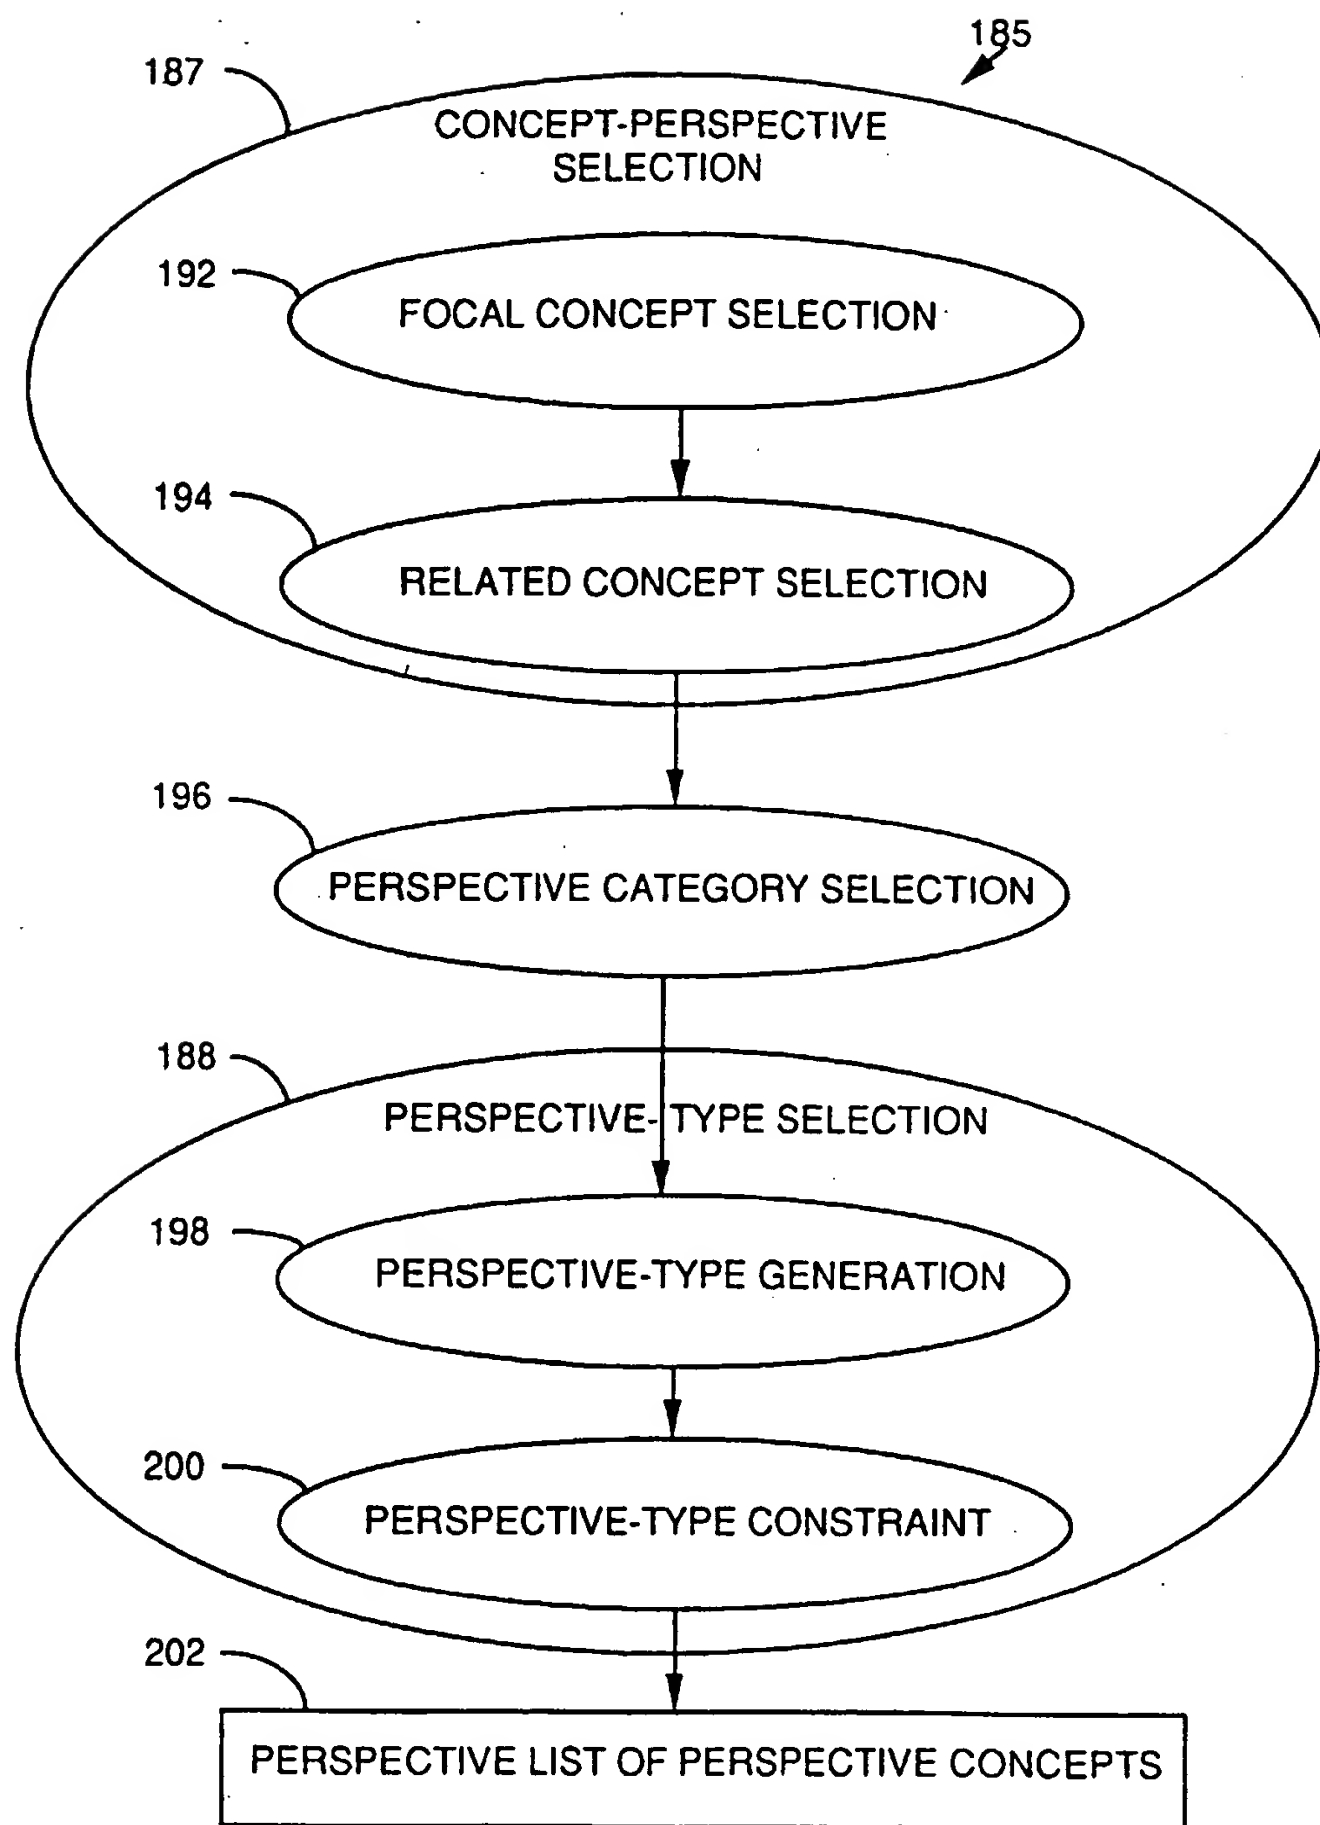 185
187
CONCEPT-PERSPECTIVE
SELECTION
192
FOCAL CONCEPT SELECTION
194
RELATED CONCEPT SELECTION
196
PERSPECTIVE CATEGORY SELECTION
188
PERSPECTIVE-TYPE SELECTION
198
PERSPECTIVE-TYPE GENERATION
200
PERSPECTIVE-TYPE CONSTRAINT
202
PERSPECTIVE LIST OF PERSPECTIVE CONCEPTS